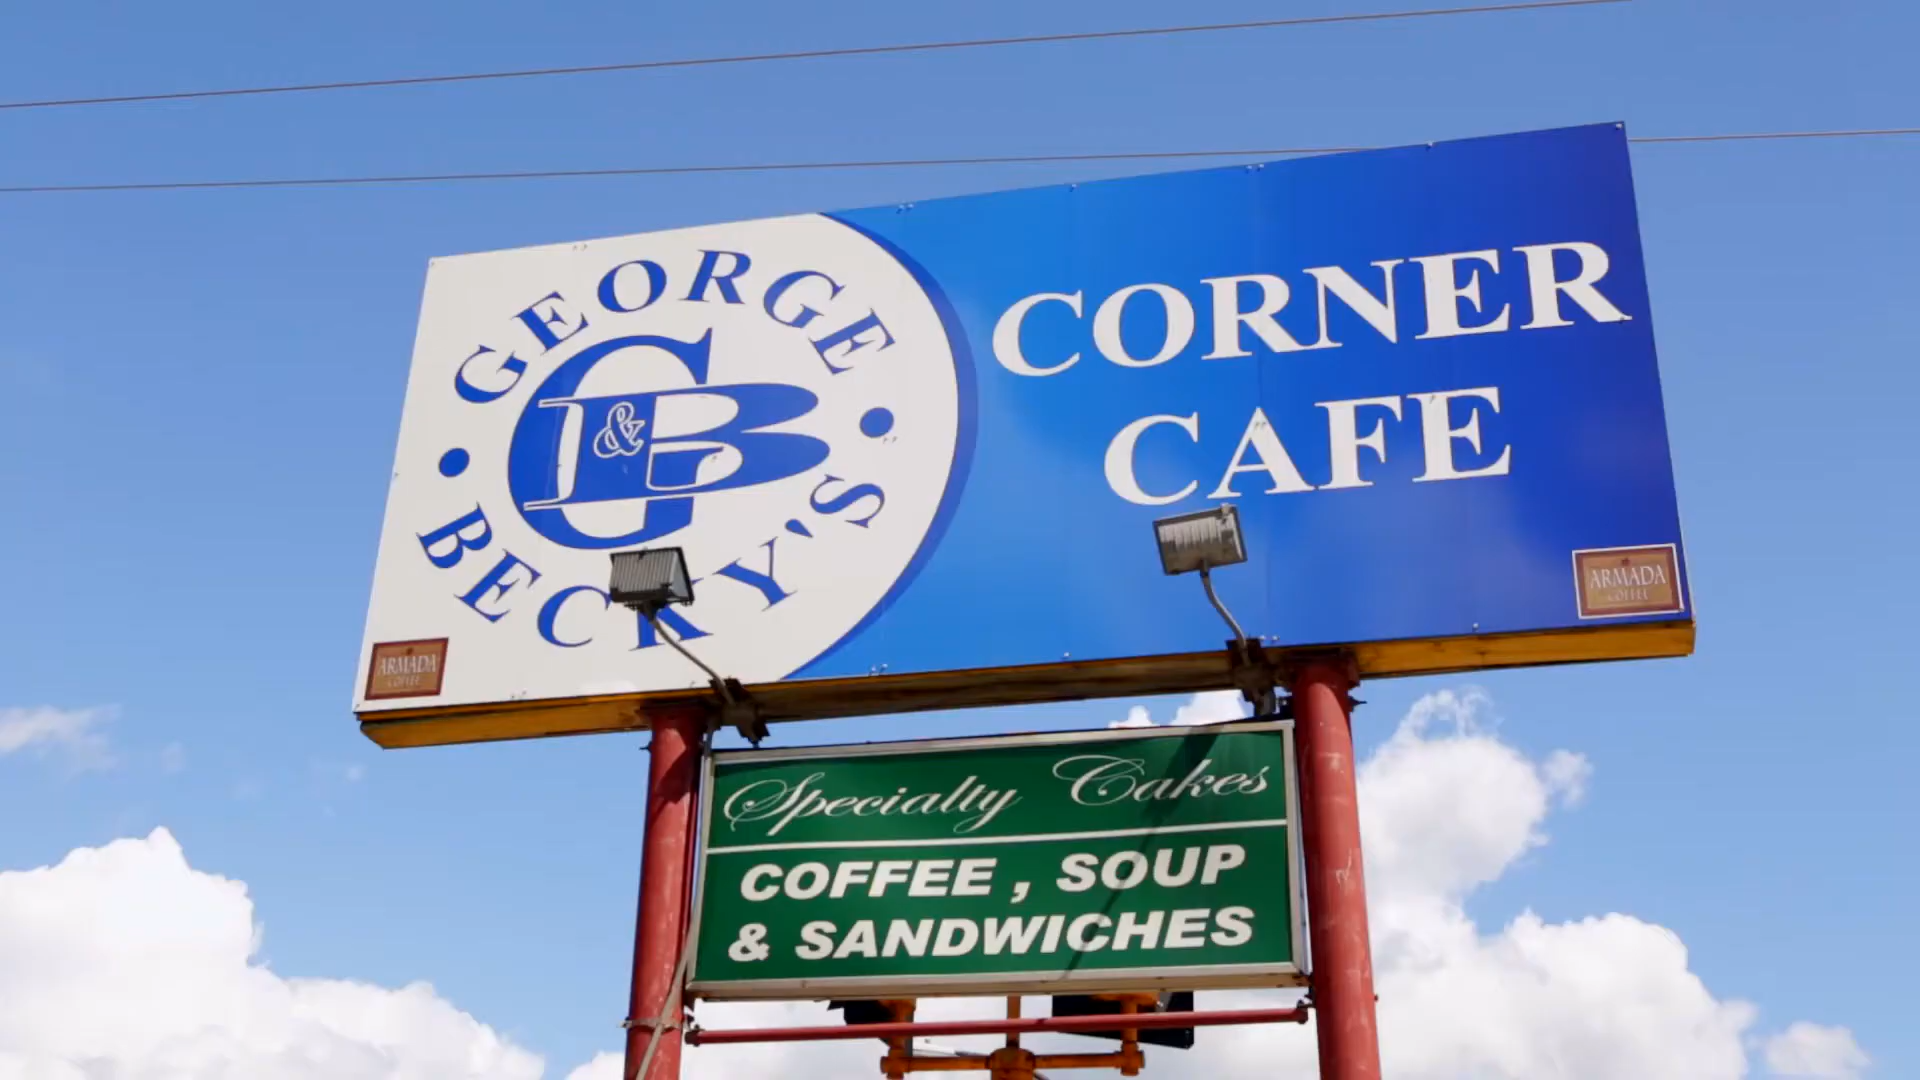 GEORGE
G&B
BECKY'S
CORNER
CAFE
ARMADA
COFFEE
ARMADA
COFFEE
Specialty Cakes
COFFEE , SOUP
& SANDWICHES